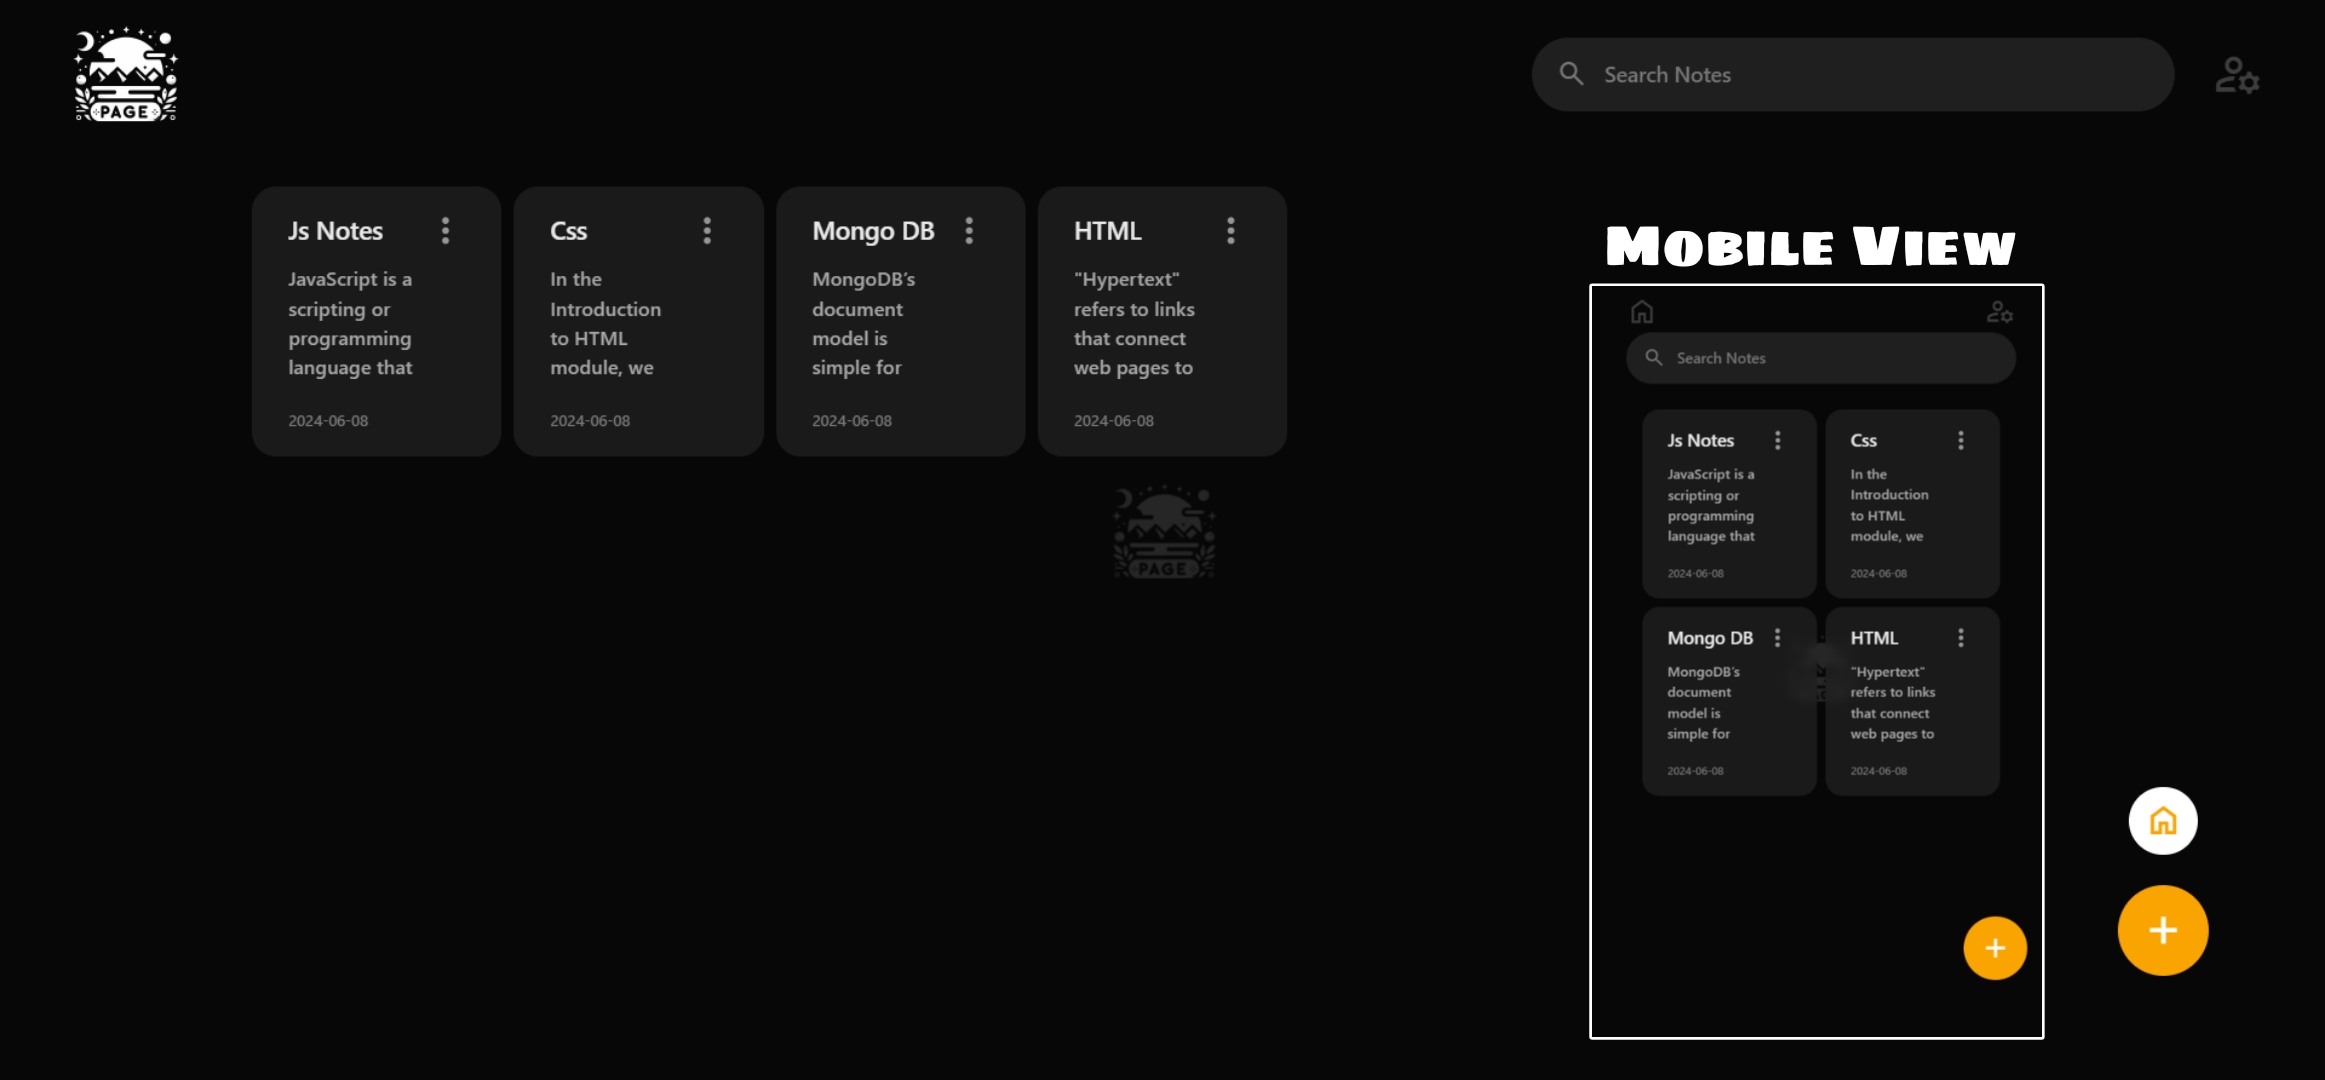 PAGE
Search Notes
Js Notes
JavaScript is a
scripting or
programming
language that
2024-06-08
Css
In the
Introduction
to HTML
module, we
2024-06-08
Mongo DB
MongoDB's
document
model is
simple for
2024-06-08
HTML
"Hypertext"
refers to links
that connect
web pages to
2024-06-08
PAGE
Mobile View
Search Notes
Js Notes
JavaScript is a
scripting or
programming
language that
2024-06-08
Css
In the
Introduction
to HTML
module, we
2024-06-08
Mongo DB
MongoDB's
document
model is
simple for
2024-06-08
HTML
"Hypertext"
refers to links
that connect
web pages to
2024-06-08